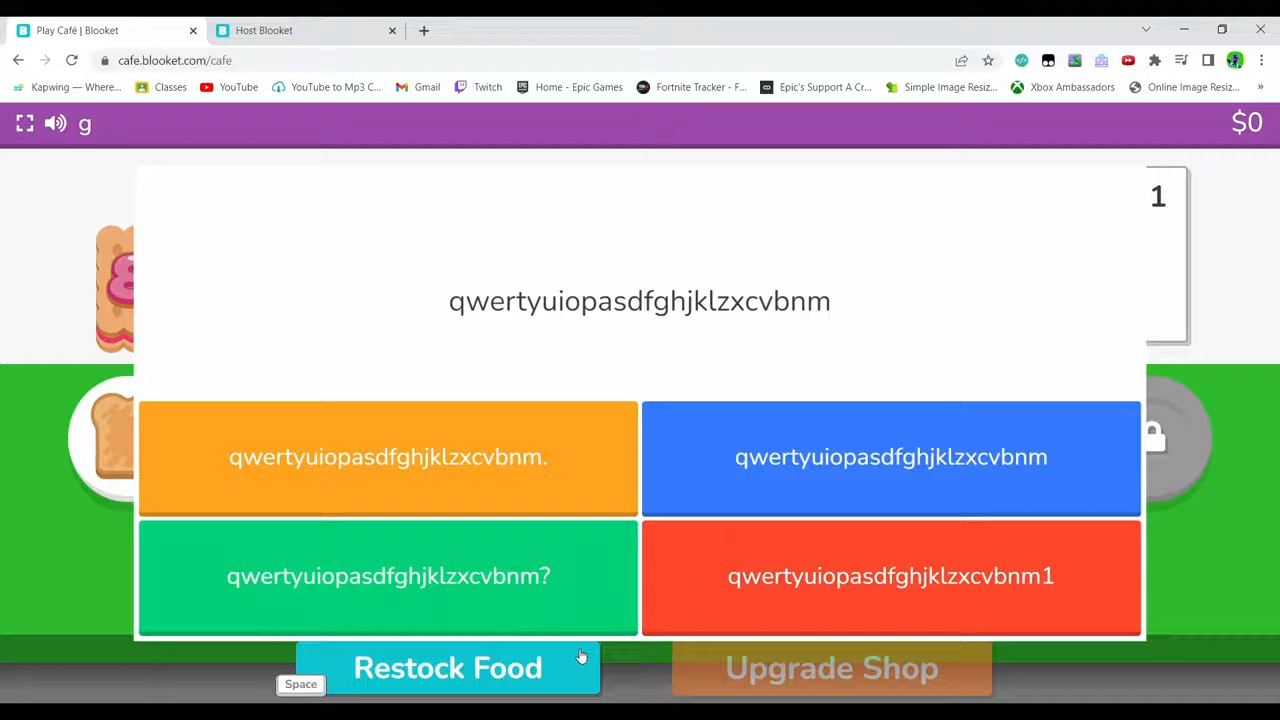 Play Café | Blooket
Host Blooket
cafe.blooket.com/cafe
Kapwing — Where...
Classes
YouTube
YouTube to Mp3 C...
Gmail
Twitch
Home - Epic Games
Fortnite Tracker - F...
Epic's Support A Cr...
Simple Image Resiz...
Xbox Ambassadors
Online Image Resiz...
»
g
$0
1
qwertyuiopasdfghjklzxcvbnm
qwertyuiopasdfghjklzxcvbnm.
qwertyuiopasdfghjklzxcvbnm
qwertyuiopasdfghjklzxcvbnm?
qwertyuiopasdfghjklzxcvbnm1
Restock Food
Upgrade Shop
Space